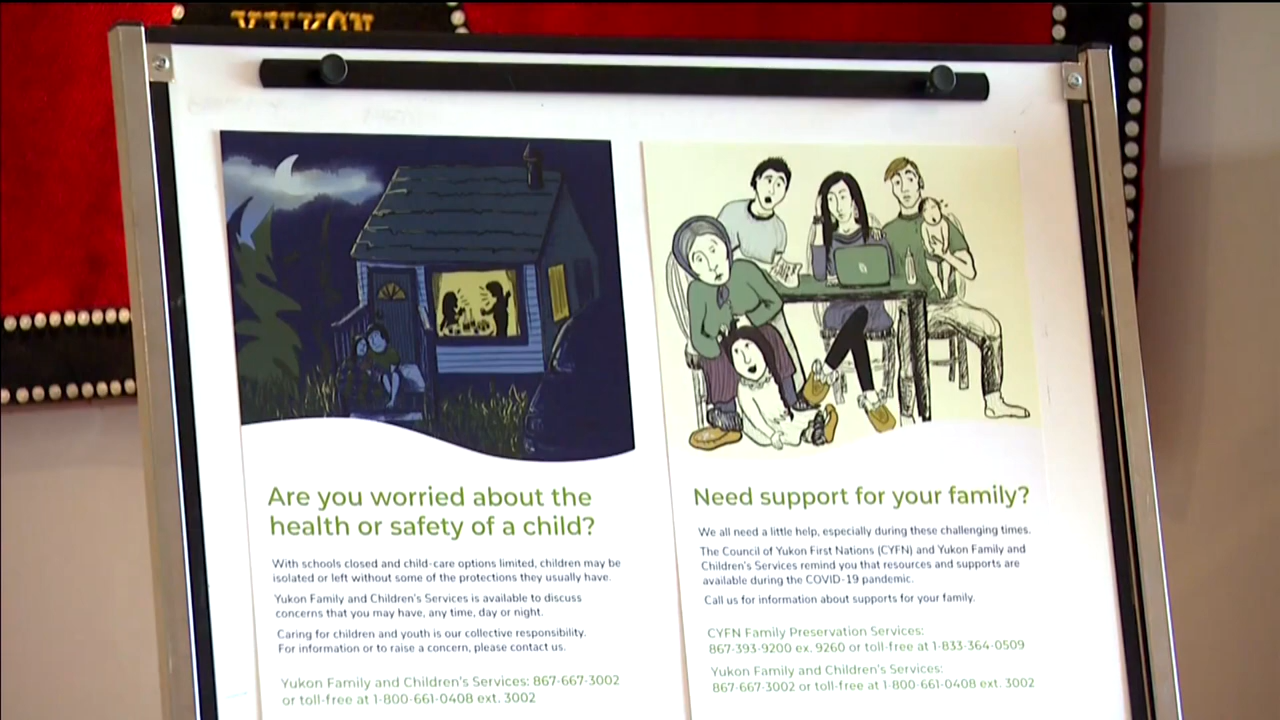 YUKON
Are you worried about the
health or safety of a child?
With schools closed and child-care options limited, children may be
isolated or left without some of the protections they usually have.
Yukon Family and Children's Services is available to discuss
concerns that you may have, any time, day or night.
Caring for children and youth is our collective responsibility.
For information or to raise a concern, please contact us.
Yukon Family and Children's Services: 867-667-3002
or toll-free at 1-800-661-0408 ext. 3002
Need support for your family?
We all need a little help, especially during these challenging times.
The Council of Yukon First Nations (CYFN) and Yukon Family and
Children's Services remind you that resources and supports are
available during the COVID-19 pandemic.
Call us for information about supports for your family.
CYFN Family Preservation Services:
867-393-9200 ex. 9260 or toll-free at 1-833-364-0509
Yukon Family and Children's Services:
867-667-3002 or toll-free at 1-800-661-0408 ext. 3002